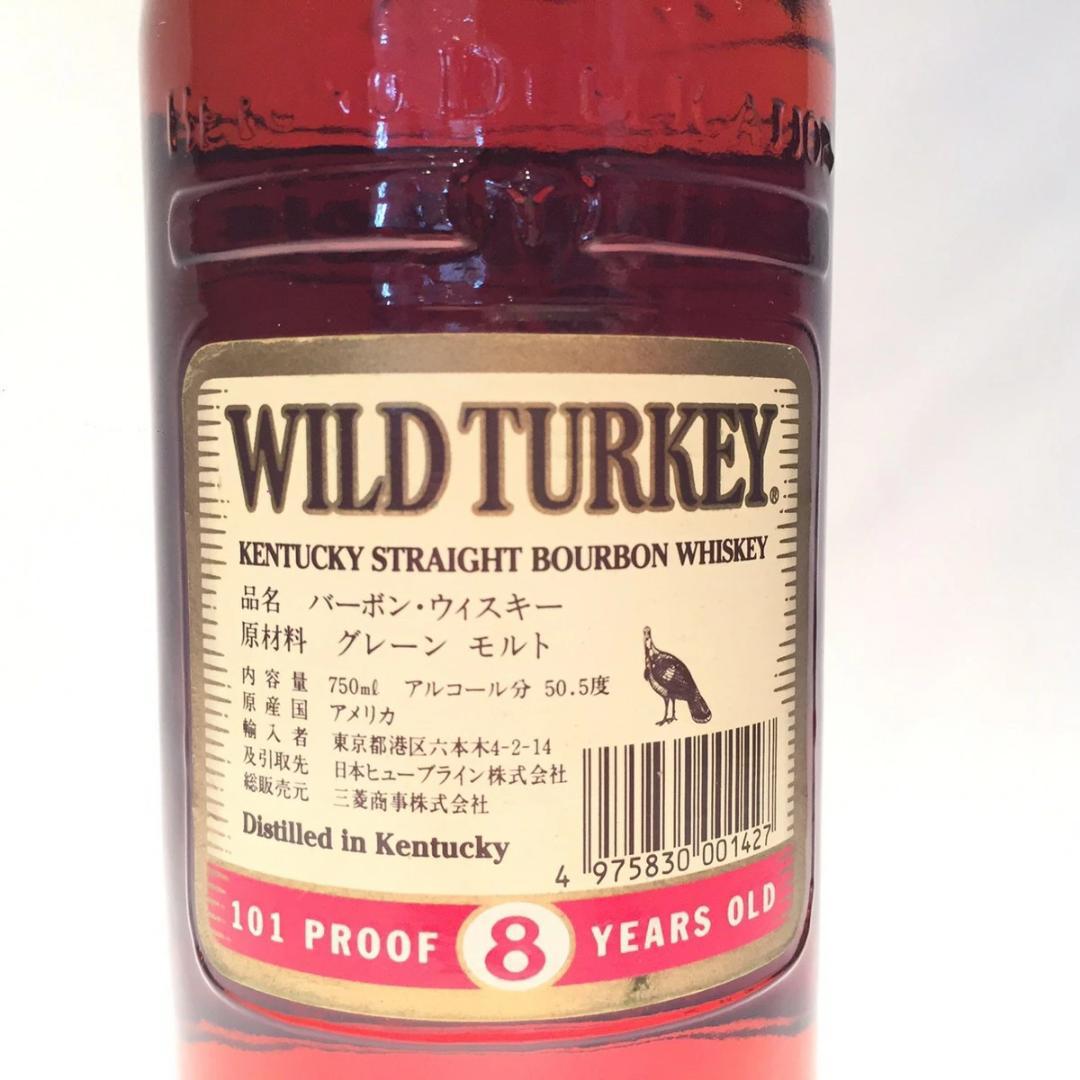 WILD TURKEY®
KENTUCKY STRAIGHT BOURBON WHISKEY
品名 バーボン・ウィスキー
原材料 グレーン モルト
内容量 750ml アルコール分 50.5度
原産国 アメリカ
輸入者 東京都港区六本木4-2-14
及引取先 日本ヒューブライン株式会社
総販売元 三菱商事株式会社
Distilled in Kentucky
4 975830 001427
101 PROOF 8 YEARS OLD